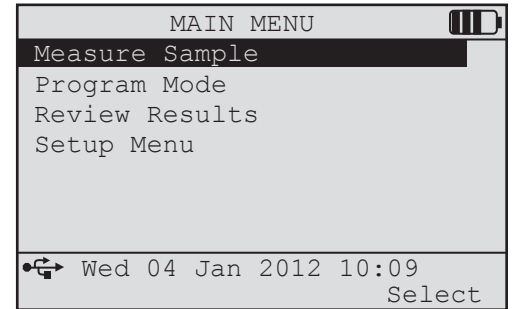 MAIN MENU
Measure Sample
Program Mode
Review Results
Setup Menu
Wed 04 Jan 2012 10:09
Select